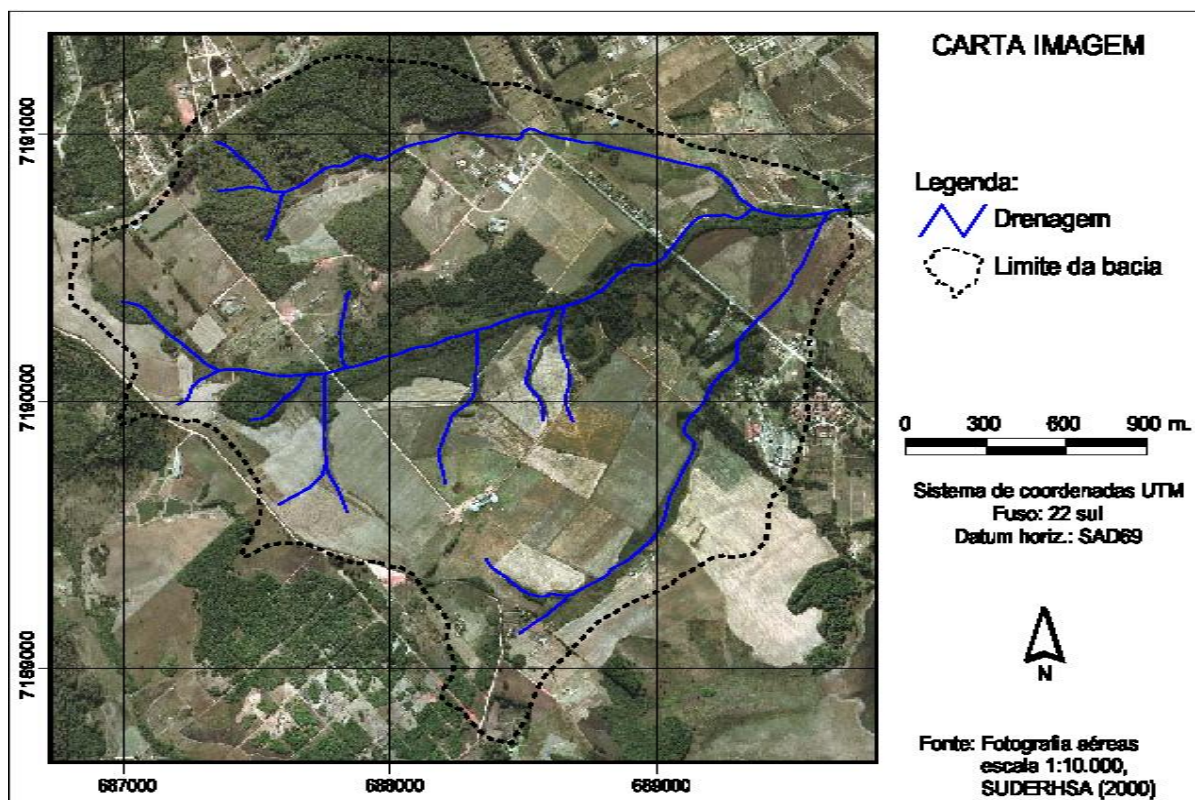 CARTA IMAGEM
Legenda:
Drenagem
Limite da bacia
0 300 600 900 m.
Sistema de coordenadas UTM
Fuso: 22 sul
Datum horiz.: SAD69
N
Fonte: Fotografia aéreas
escala 1:10.000,
SUDERHSA (2000)
7191000
7190000
7189000
687000 688000 689000